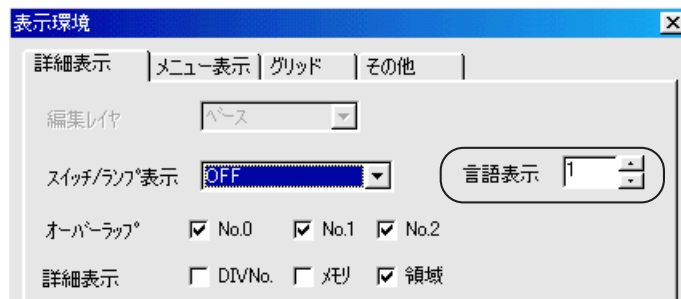 表示環境
詳細表示 メニュー表示 グリッド その他
編集レイヤ ベース
スイッチ/ランプ表示 OFF 言語表示 1
オーバーラップ No.0 No.1 No.2
詳細表示 DIVNo. メモリ 領域